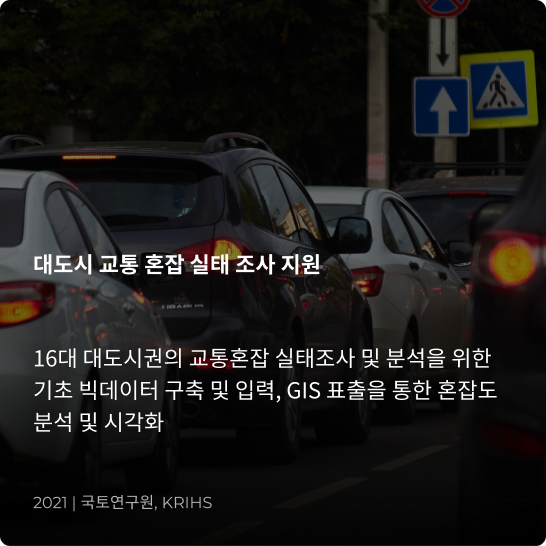 대도시 교통 혼잡 실태 조사 지원
16대 대도시권의 교통혼잡 실태조사 및 분석을 위한
기초 빅데이터 구축 및 입력, GIS 표출을 통한 혼잡도
분석 및 시각화
2021 | 국토연구원, KRIHS